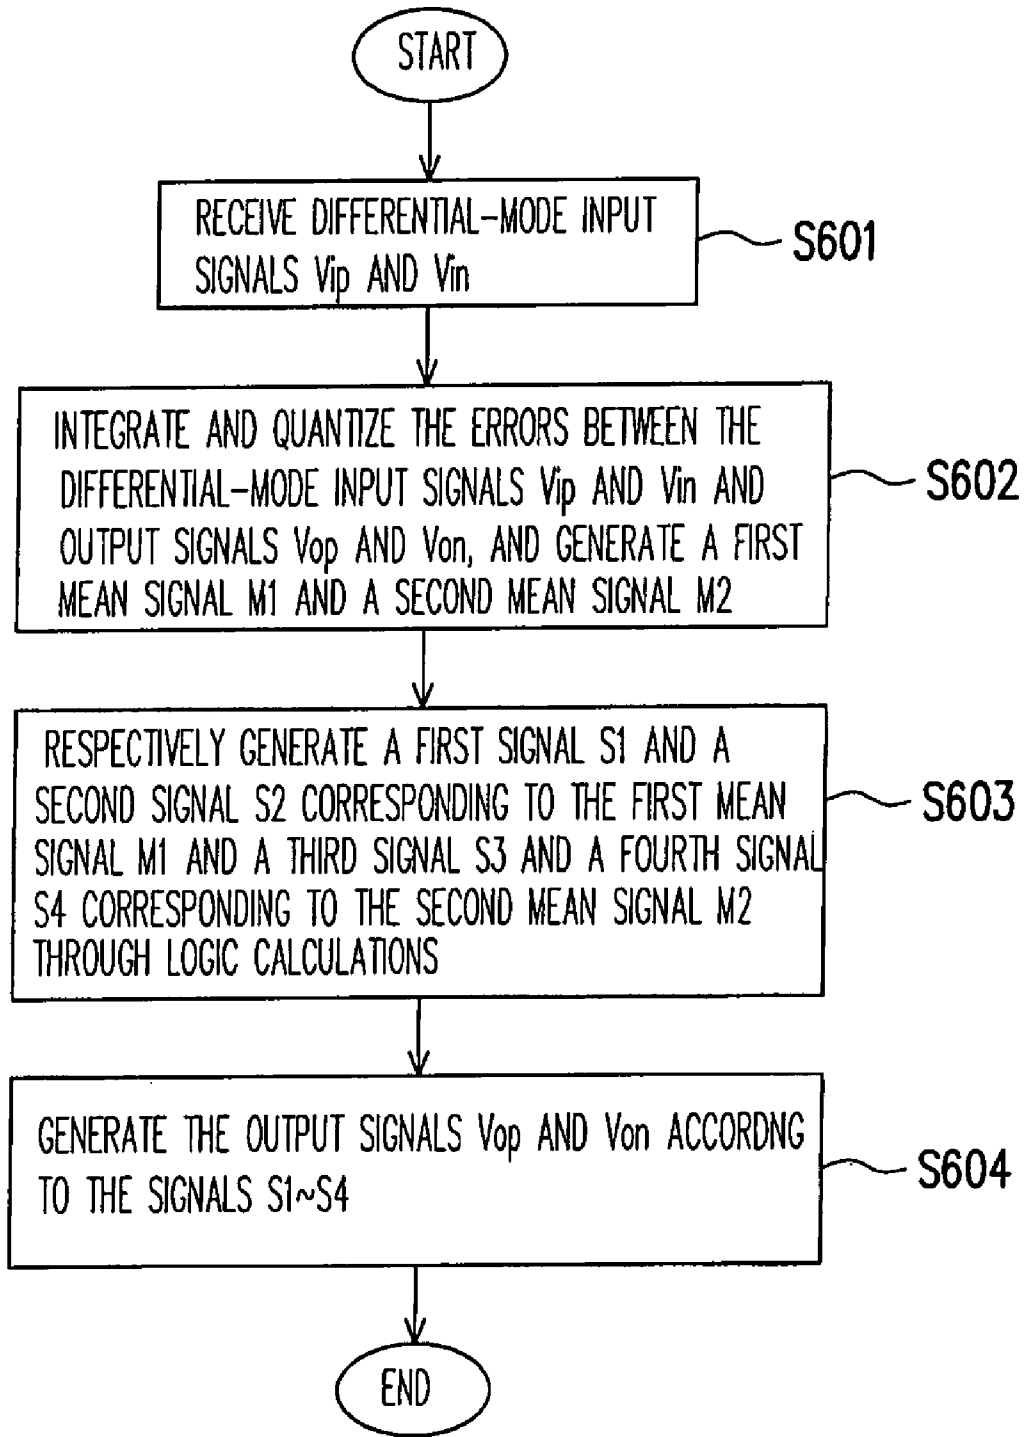 START
RECEIVE DIFFERENTIAL-MODE INPUT
SIGNALS Vip AND Vin
S601
INTEGRATE AND QUANTIZE THE ERRORS BETWEEN THE
DIFFERENTIAL-MODE INPUT SIGNALS Vip AND Vin AND
OUTPUT SIGNALS Vop AND Von, AND GENERATE A FIRST
MEAN SIGNAL M1 AND A SECOND MEAN SIGNAL M2
S602
RESPECTIVELY GENERATE A FIRST SIGNAL S1 AND A
SECOND SIGNAL S2 CORRESPONDING TO THE FIRST MEAN
SIGNAL M1 AND A THIRD SIGNAL S3 AND A FOURTH SIGNAL
S4 CORRESPONDING TO THE SECOND MEAN SIGNAL M2
THROUGH LOGIC CALCULATIONS
S603
GENERATE THE OUTPUT SIGNALS Vop AND Von ACCORDNG
TO THE SIGNALS S1~S4
S604
END